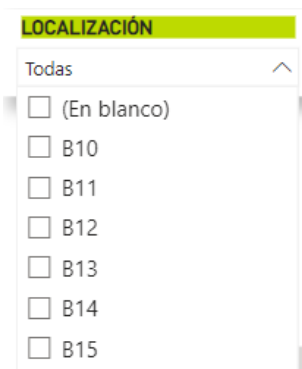 LOCALIZACIÓN
Todas
(En blanco)
B10
B11
B12
B13
B14
B15